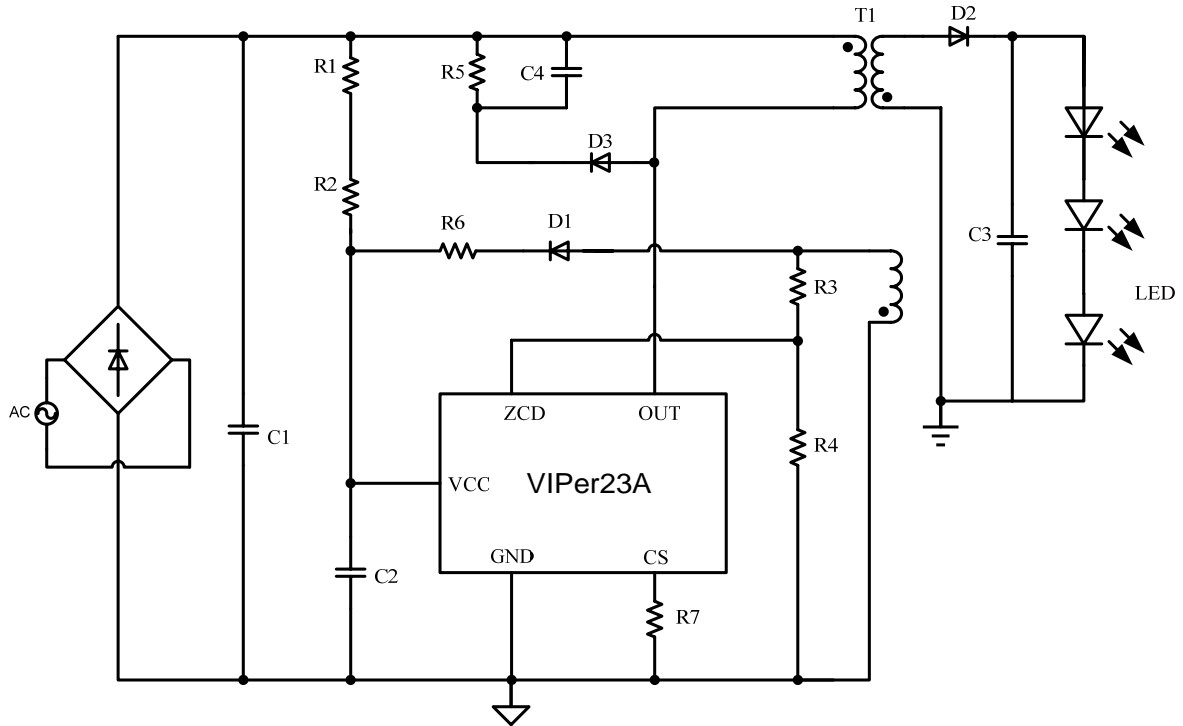 T1
D2
R1
R5
C4
D3
R2
R6
D1
C3
R3
LED
AC
ZCD
OUT
C1
R4
VCC
VIPer23A
GND
CS
C2
R7